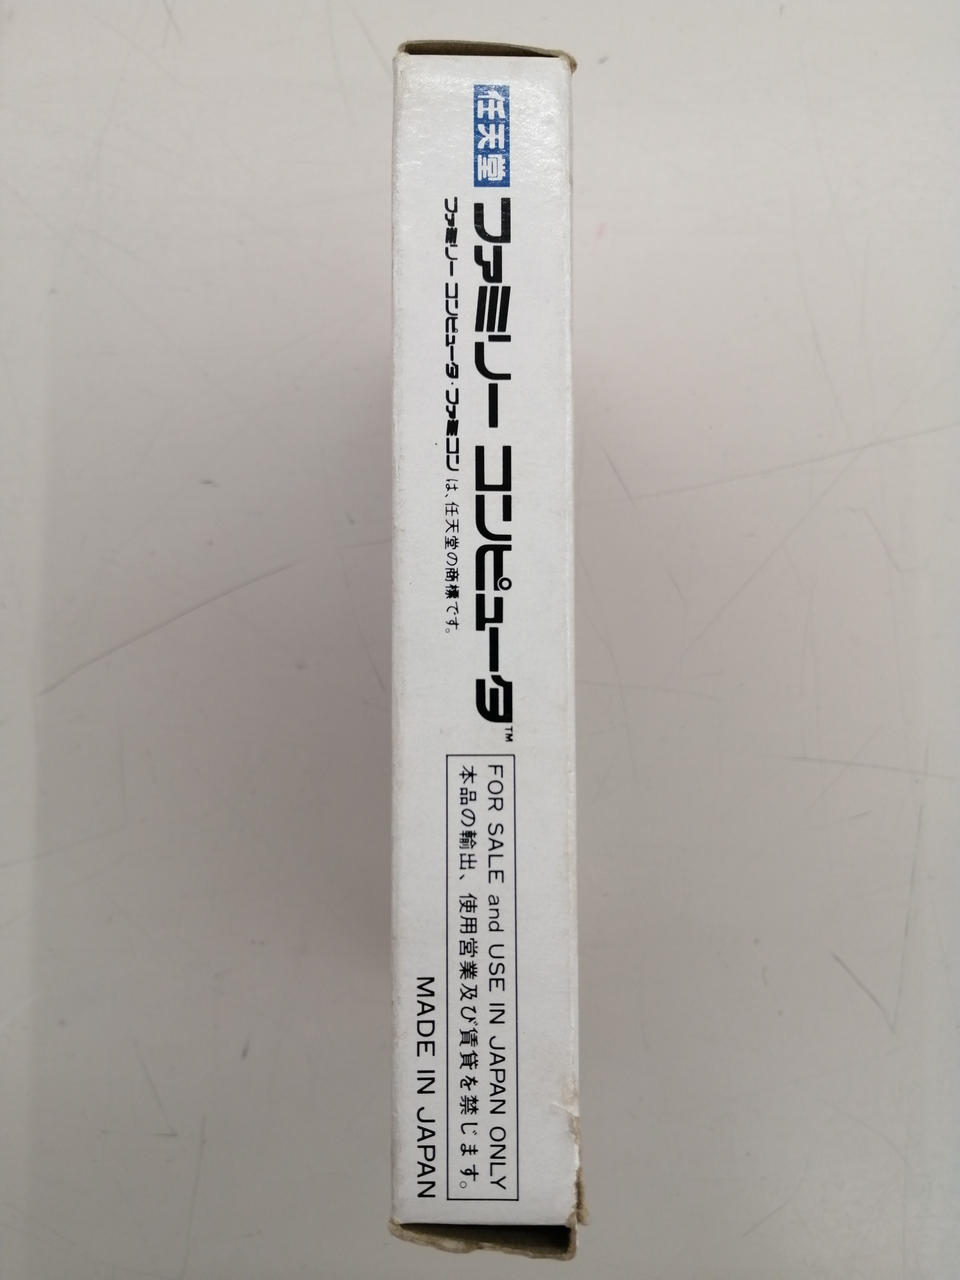 任天堂 ファミリー コンピュータ™
ファミリー コンピュータ・ファミコン は、任天堂の商標です。
FOR SALE and USE IN JAPAN ONLY
本品の輸出、使用営業及び賃貸を禁じます。
MADE IN JAPAN